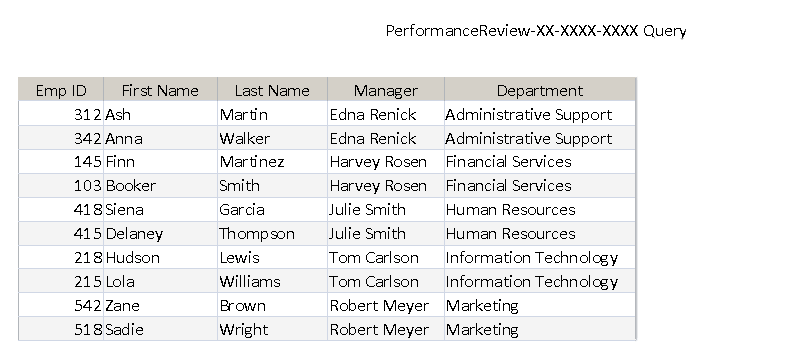 PerformanceReview-XX-XXXX-XXXX Query
Emp ID First Name Last Name Manager Department
312 Ash Martin Edna Renick Administrative Support
342 Anna Walker Edna Renick Administrative Support
145 Finn Martinez Harvey Rosen Financial Services
103 Booker Smith Harvey Rosen Financial Services
418 Siena Garcia Julie Smith Human Resources
415 Delaney Thompson Julie Smith Human Resources
218 Hudson Lewis Tom Carlson Information Technology
215 Lola Williams Tom Carlson Information Technology
542 Zane Brown Robert Meyer Marketing
518 Sadie Wright Robert Meyer Marketing